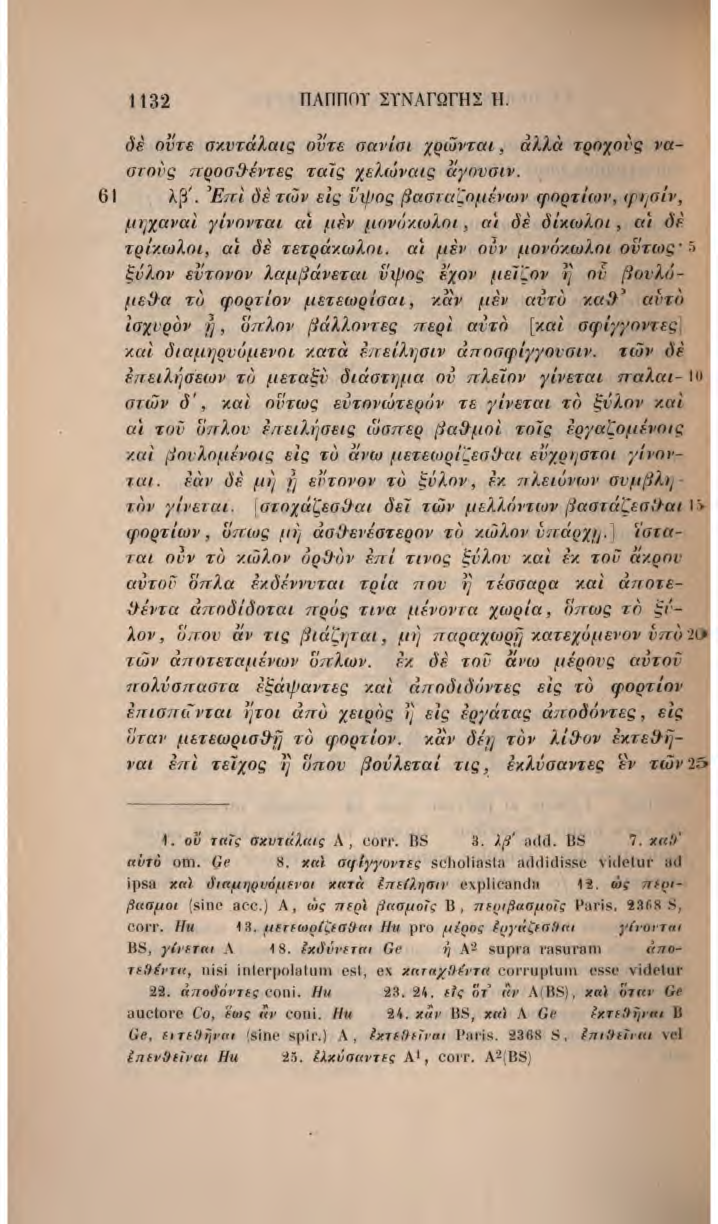 1132 ΠΑΠΠΟΥ ΣΥΝΑΓΩΓΗΣ Η.
δὲ οὔτε σκυτάλαις οὔτε σανίσι χρῶνται, ἀλλὰ τροχοὺς να-
στοὺς προσθέντες ταῖς χελώναις ἄγουσιν.
61 λβ΄. Ἐπὶ δὲ τῶν εἰς ὕψος βασταζομένων φορτίων, φησίν,
μηχαναὶ γίνονται αἱ μὲν μονόκωλοι, αἱ δὲ δίκωλοι, αἱ δὲ
τρίκωλοι, αἱ δὲ τετράκωλοι. αἱ μὲν οὖν μονόκωλοι οὕτως· 5
ξύλον εὔτονον λαμβάνεται ὕψος ἔχον μεῖζον ἢ οὗ βουλό-
μεθα τὸ φορτίον μετεωρίσαι, κἂν μὲν αὐτὸ καθ’ αὑτὸ
ἰσχυρὸν ᾖ, ὅπλον βάλλοντες περὶ αὐτὸ [καὶ σφίγγοντες]
καὶ διαμηρυόμενοι κατὰ ἐπείλησιν ἀποσφίγγουσιν. τῶν δὲ
ἐπειλήσεων τὸ μεταξὺ διάστημα οὐ πλεῖον γίνεται παλαι- 10
στῶν δ΄, καὶ οὕτως εὐτονώτερόν τε γίνεται τὸ ξύλον καὶ
αἱ τοῦ ὅπλου ἐπειλήσεις ὥσπερ βαθμοὶ τοῖς ἐργαζομένοις
καὶ βουλομένοις εἰς τὸ ἄνω μετεωρίζεσθαι εὔχρηστοι γίνον-
ται. ἐὰν δὲ μὴ ᾖ εὔτονον τὸ ξύλον, ἐκ πλειόνων συμβλη-
τὸν γίνεται. [στοχάζεσθαι δεῖ τῶν μελλόντων βαστάζεσθαι 15
φορτίων, ὅπως μὴ ἀσθενέστερον τὸ κῶλον ὑπάρχῃ.] ἵστα-
ται οὖν τὸ κῶλον ὀρθὸν ἐπί τινος ξύλου καὶ ἐκ τοῦ ἄκρου
αὐτοῦ ὅπλα ἐκδέννυται τρία που ἢ τέσσαρα καὶ ἀποτε-
θέντα ἀποδίδοται πρός τινα μένοντα χωρία, ὅπως τὸ ξύ-
λον, ὅπου ἄν τις βιάζηται, μὴ παραχωρῇ κατεχόμενον ὑπὸ 20
τῶν ἀποτεταμένων ὅπλων. ἐκ δὲ τοῦ ἄνω μέρους αὐτοῦ
πολύσπαστα ἐξάψαντες καὶ ἀποδιδόντες εἰς τὸ φορτίον
ἐπισπῶνται ἤτοι ἀπὸ χειρὸς ἢ εἰς ἐργάτας ἀποδόντες, εἰς
ὅταν μετεωρισθῇ τὸ φορτίον. κἂν δέῃ τὸν λίθον ἐκτεθῆ-
ναι ἐπὶ τεῖχος ἢ ὅπου βούλεταί τις, ἐκλύσαντες ἓν τῶν 25
1. οὐ ταῖς σκυτάλαις A, corr. BS 3. λβ΄ add. BS 7. καθ’
αὑτὸ om. Ge 8. καὶ σφίγγοντες scholiasta addidisse videtur ad
ipsa καὶ διαμηρυόμενοι κατὰ ἐπείλησιν explicanda 12. ὡς περι-
βασμοι (sine acc.) A, ὡς περὶ βασμοῖς B, περιβασμοῖς Paris. 2368 S,
corr. Hu 13. μετεωρίζεσθαι Hu pro μέρος ἐργάζεσθαι γίνονται
BS, γίνεται A 18. ἐκδύνεται Ge ἢ A² supra rasuram ἀπο-
τεθέντα, nisi interpolatum est, ex καταχθέντα corruptum esse videtur
22. ἀποδόντες coni. Hu 23. 24. εἰς ὅτ’ ἂν A(BS), καὶ ὅταν Ge
auctore Co, ἕως ἂν coni. Hu 24. κἂν BS, καὶ A Ge ἐκτεθῆναι B
Ge, ειτεθῆναι (sine spir.) A, ἐκτεθεῖναι Paris. 2368 S, ἐπιθεῖναι vel
ἐπενθεῖναι Hu 25. ἑλκύσαντες A¹, corr. A²(BS)